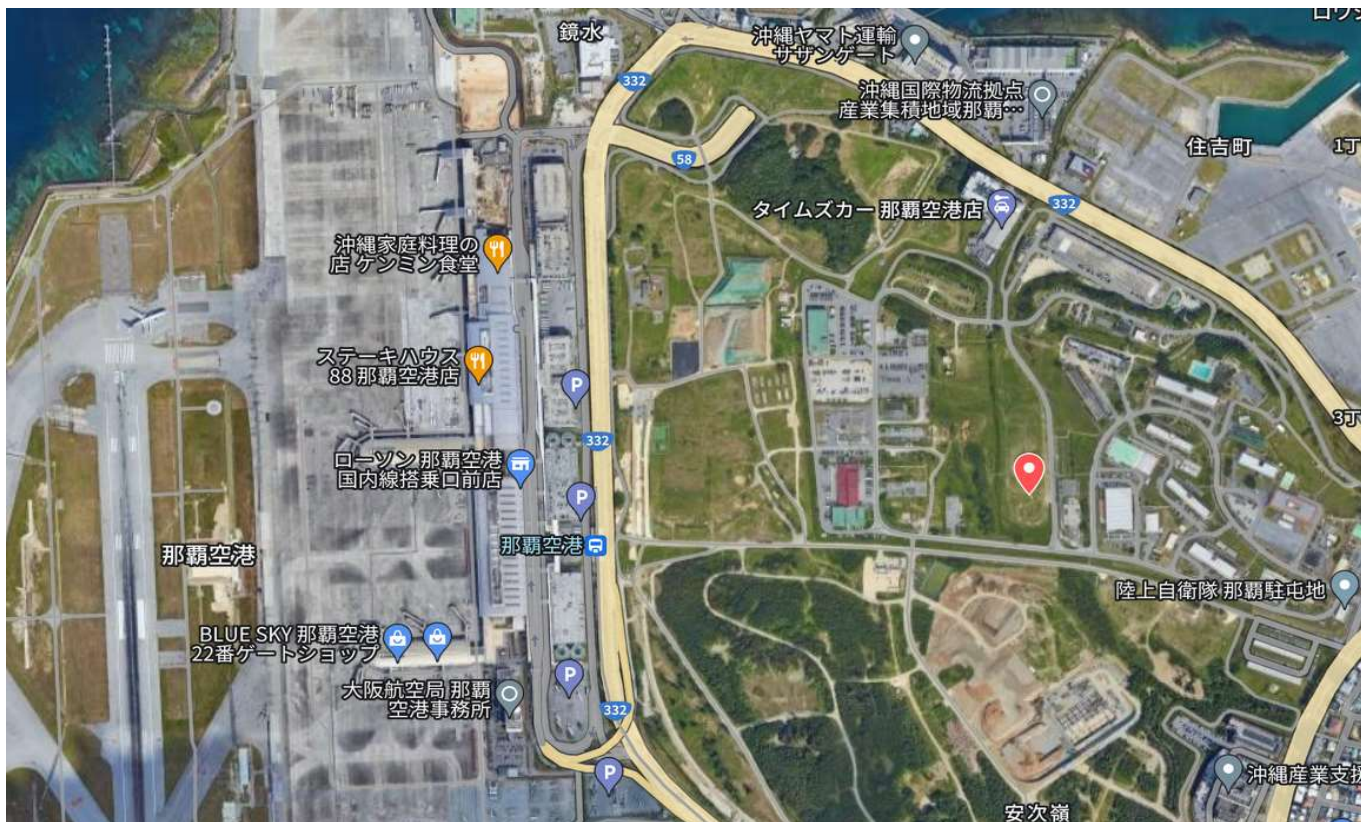 ロワジ
鏡水
沖縄ヤマト運輸
サザンゲート
332
沖縄国際物流拠点
産業集積地域那覇…
住吉町
1丁
58
332
タイムズカー 那覇空港店
沖縄家庭料理の
店 ケンミン食堂
ステーキハウス
88 那覇空港店
P
3丁
332
ローソン 那覇空港
国内線搭乗口前店
P
那覇空港
那覇空港
陸上自衛隊 那覇駐屯地
BLUE SKY 那覇空港
22番ゲートショップ
大阪航空局 那覇
空港事務所
P
332
P
沖縄産業支援
安次嶺